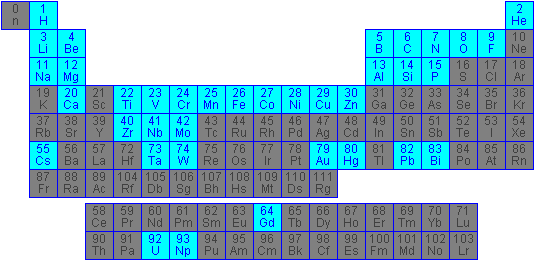 0 1 2
n H He
3 4 5 6 7 8 9 10
Li Be B C N O F Ne
11 12 13 14 15 16 17 18
Na Mg Al Si P S Cl Ar
19 20 21 22 23 24 25 26 27 28 29 30 31 32 33 34 35 36
K Ca Sc Ti V Cr Mn Fe Co Ni Cu Zn Ga Ge As Se Br Kr
37 38 39 40 41 42 43 44 45 46 47 48 49 50 51 52 53 54
Rb Sr Y Zr Nb Mo Tc Ru Rh Pd Ag Cd In Sn Sb Te I Xe
55 56 57 72 73 74 75 76 77 78 79 80 81 82 83 84 85 86
Cs Ba La Hf Ta W Re Os Ir Pt Au Hg Tl Pb Bi Po At Rn
87 88 89 104 105 106 107 108 109 110 111
Fr Ra Ac Rf Db Sg Bh Hs Mt Ds Rg
58 59 60 61 62 63 64 65 66 67 68 69 70 71
Ce Pr Nd Pm Sm Eu Gd Tb Dy Ho Er Tm Yb Lu
90 91 92 93 94 95 96 97 98 99 100 101 102 103
Th Pa U Np Pu Am Cm Bk Cf Es Fm Md No Lr